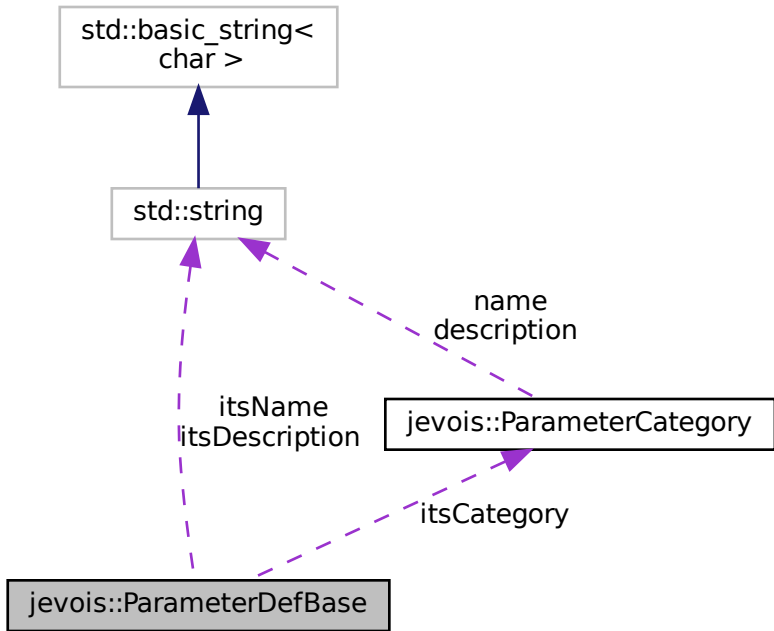 std::basic_string<
char >
std::string
name
description
itsName
itsDescription
jevois::ParameterCategory
itsCategory
jevois::ParameterDefBase